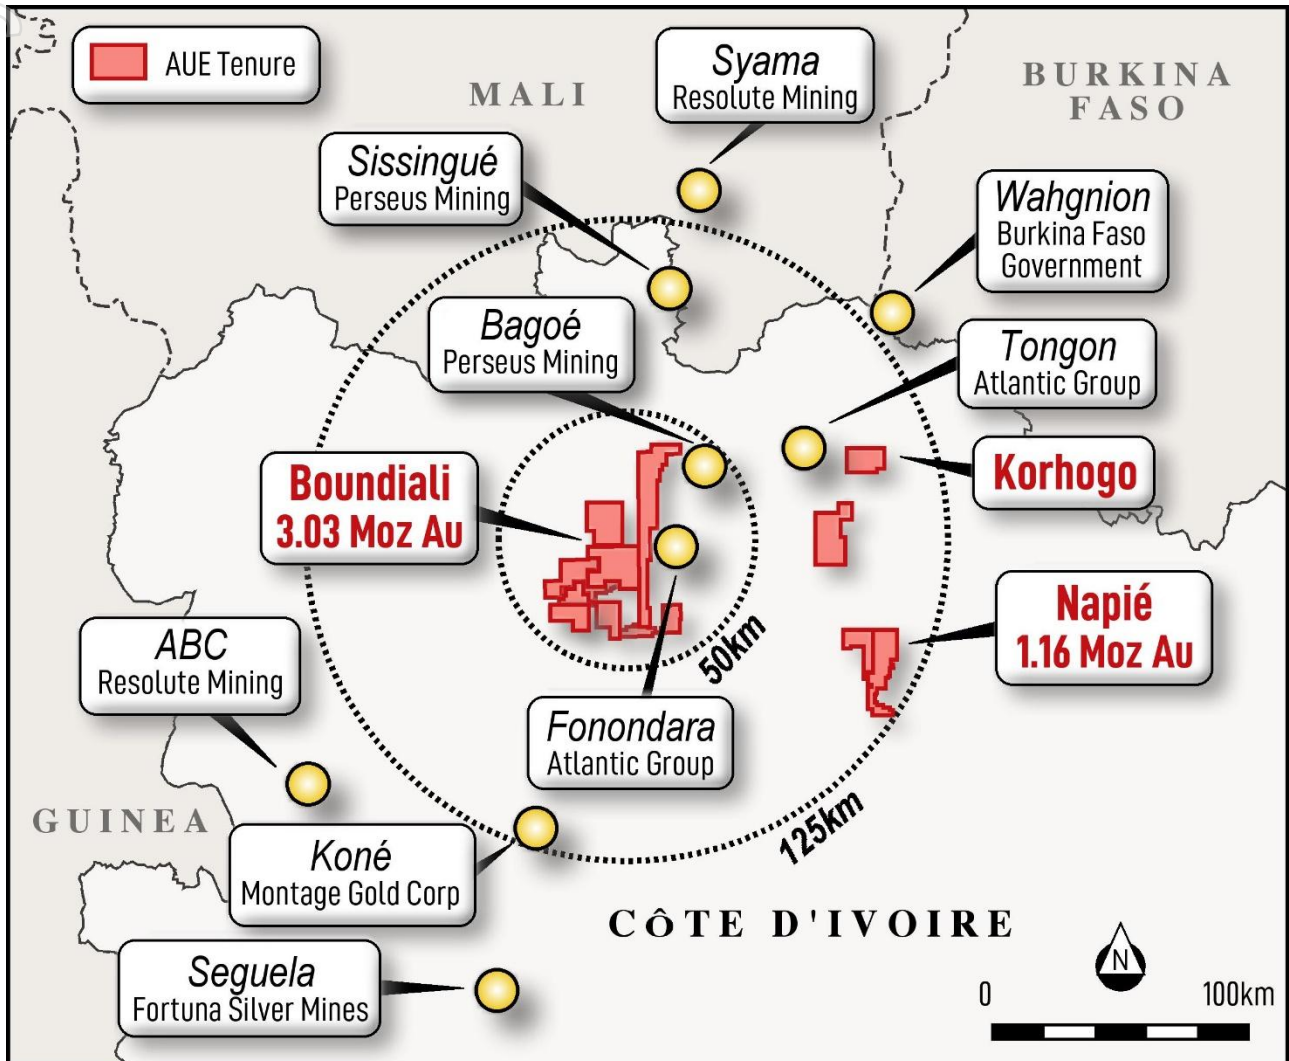 AUE Tenure
MALI
Syama
Resolute Mining
BURKINA
FASO
Sissingué
Perseus Mining
Wahgnion
Burkina Faso
Government
Bagoé
Perseus Mining
Tongon
Atlantic Group
Boundiali
3.03 Moz Au
Korhogo
Napié
1.16 Moz Au
50km
ABC
Resolute Mining
Fonondara
Atlantic Group
125km
GUINEA
Koné
Montage Gold Corp
CÔTE D'IVOIRE
Seguela
Fortuna Silver Mines
N
0 100km